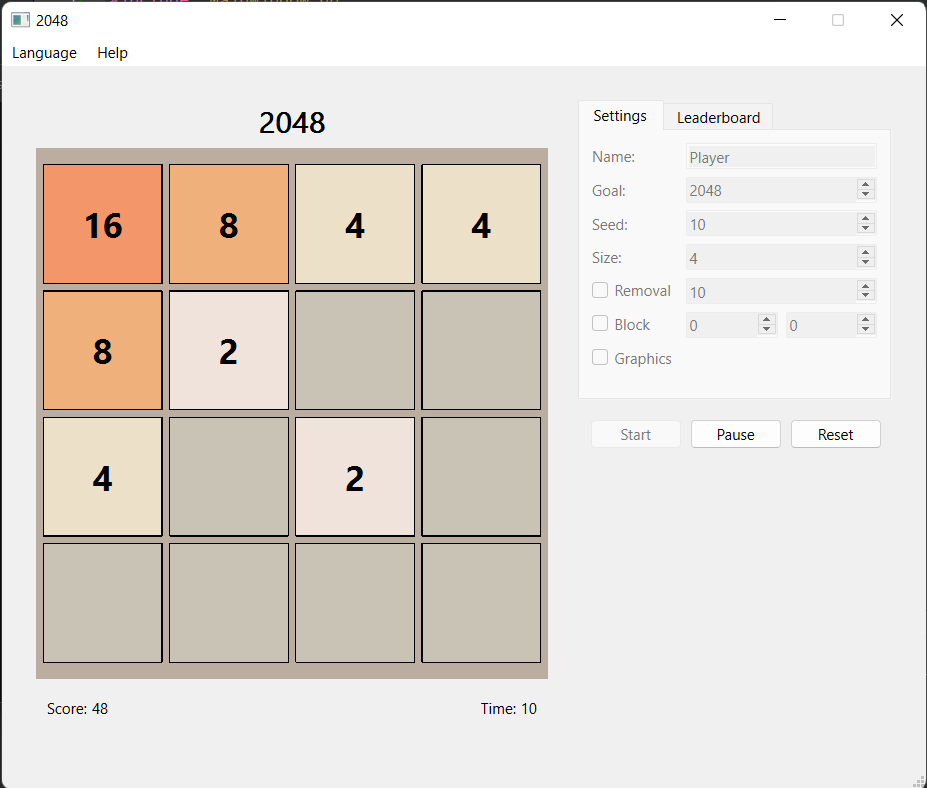 2048
Language Help
2048
Settings Leaderboard
16 8 4 4
8 2
4 2
Name: Player
Goal: 2048
Seed: 10
Size: 4
Removal 10
Block 0 0
Graphics
Start Pause Reset
Score: 48 Time: 10